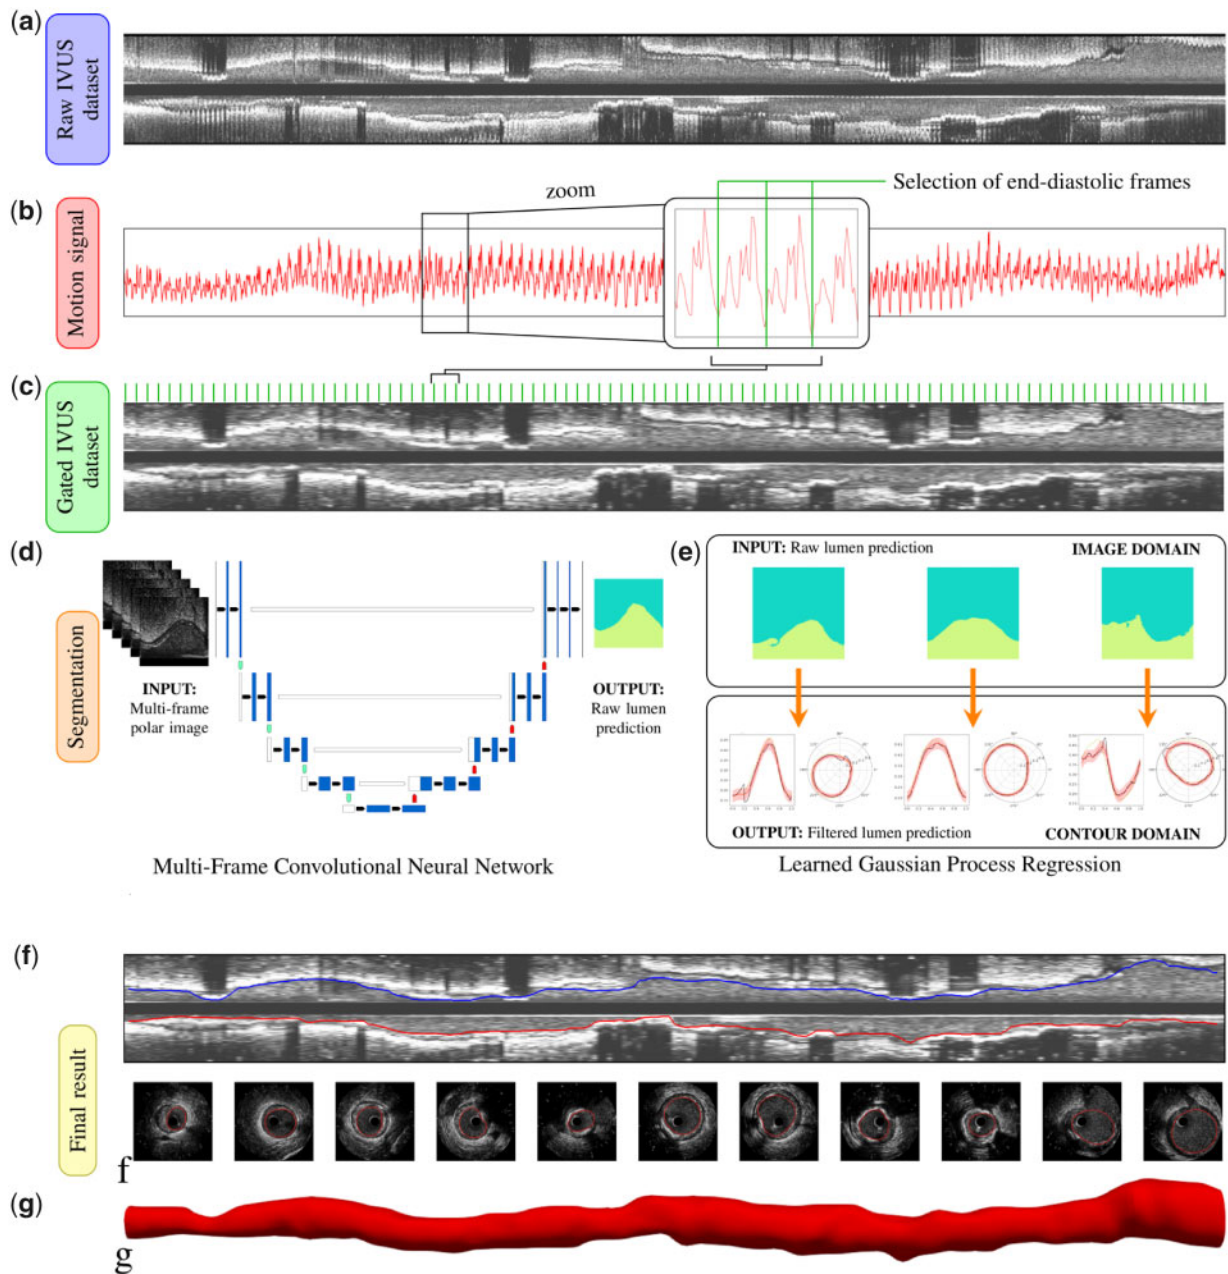 (a)
Raw IVUS
dataset
zoom
Selection of end-diastolic frames
(b)
Motion signal
(c)
Gated IVUS
dataset
(d)
Segmentation
INPUT:
Multi-frame
polar image
OUTPUT:
Raw lumen
prediction
Multi-Frame Convolutional Neural Network
(e)
INPUT: Raw lumen prediction
IMAGE DOMAIN
OUTPUT: Filtered lumen prediction
CONTOUR DOMAIN
Learned Gaussian Process Regression
(f)
Final result
f
(g)
g